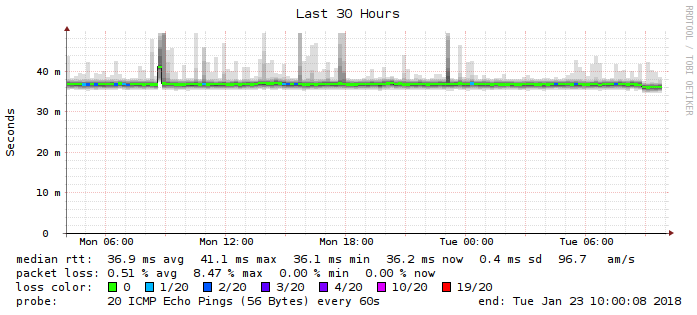 Last 30 Hours
RRDTOOL / TOBI OETIKER
Seconds
40 m
30 m
20 m
10 m
0
Mon 06:00 Mon 12:00 Mon 18:00 Tue 00:00 Tue 06:00
median rtt: 36.9 ms avg 41.1 ms max 36.1 ms min 36.2 ms now 0.4 ms sd 96.7 am/s
packet loss: 0.51 % avg 8.47 % max 0.00 % min 0.00 % now
loss color: 0 1/20 2/20 3/20 4/20 10/20 19/20
probe: 20 ICMP Echo Pings (56 Bytes) every 60s end: Tue Jan 23 10:00:08 2018